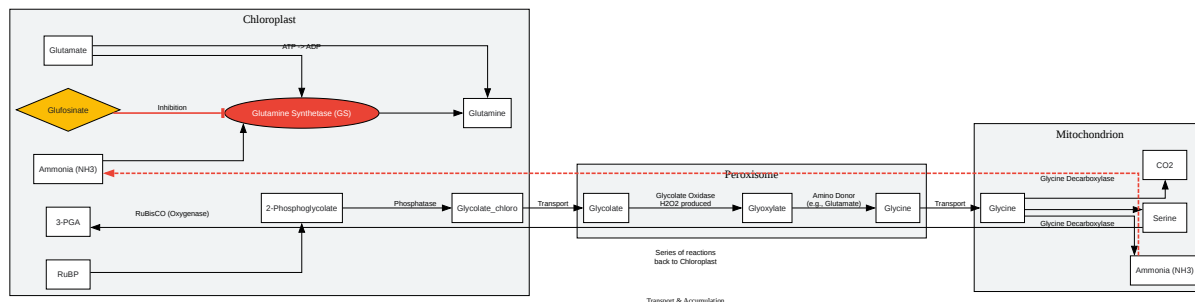 Chloroplast
Glutamate
ATP -> ADP
Glufosinate
Inhibition
Glutamine Synthetase (GS)
Glutamine
Ammonia (NH3)
3-PGA
RuBisCO (Oxygenase)
2-Phosphoglycolate
Phosphatase
Glycolate_chloro
Transport
RuBP
Peroxisome
Glycolate
Glycolate Oxidase
H2O2 produced
Glyoxylate
Amino Donor
(e.g., Glutamate)
Glycine
Transport
Series of reactions
back to Chloroplast
Transport & Accumulation
Mitochondrion
CO2
Glycine Decarboxylase
Glycine
Serine
Glycine Decarboxylase
Ammonia (NH3)